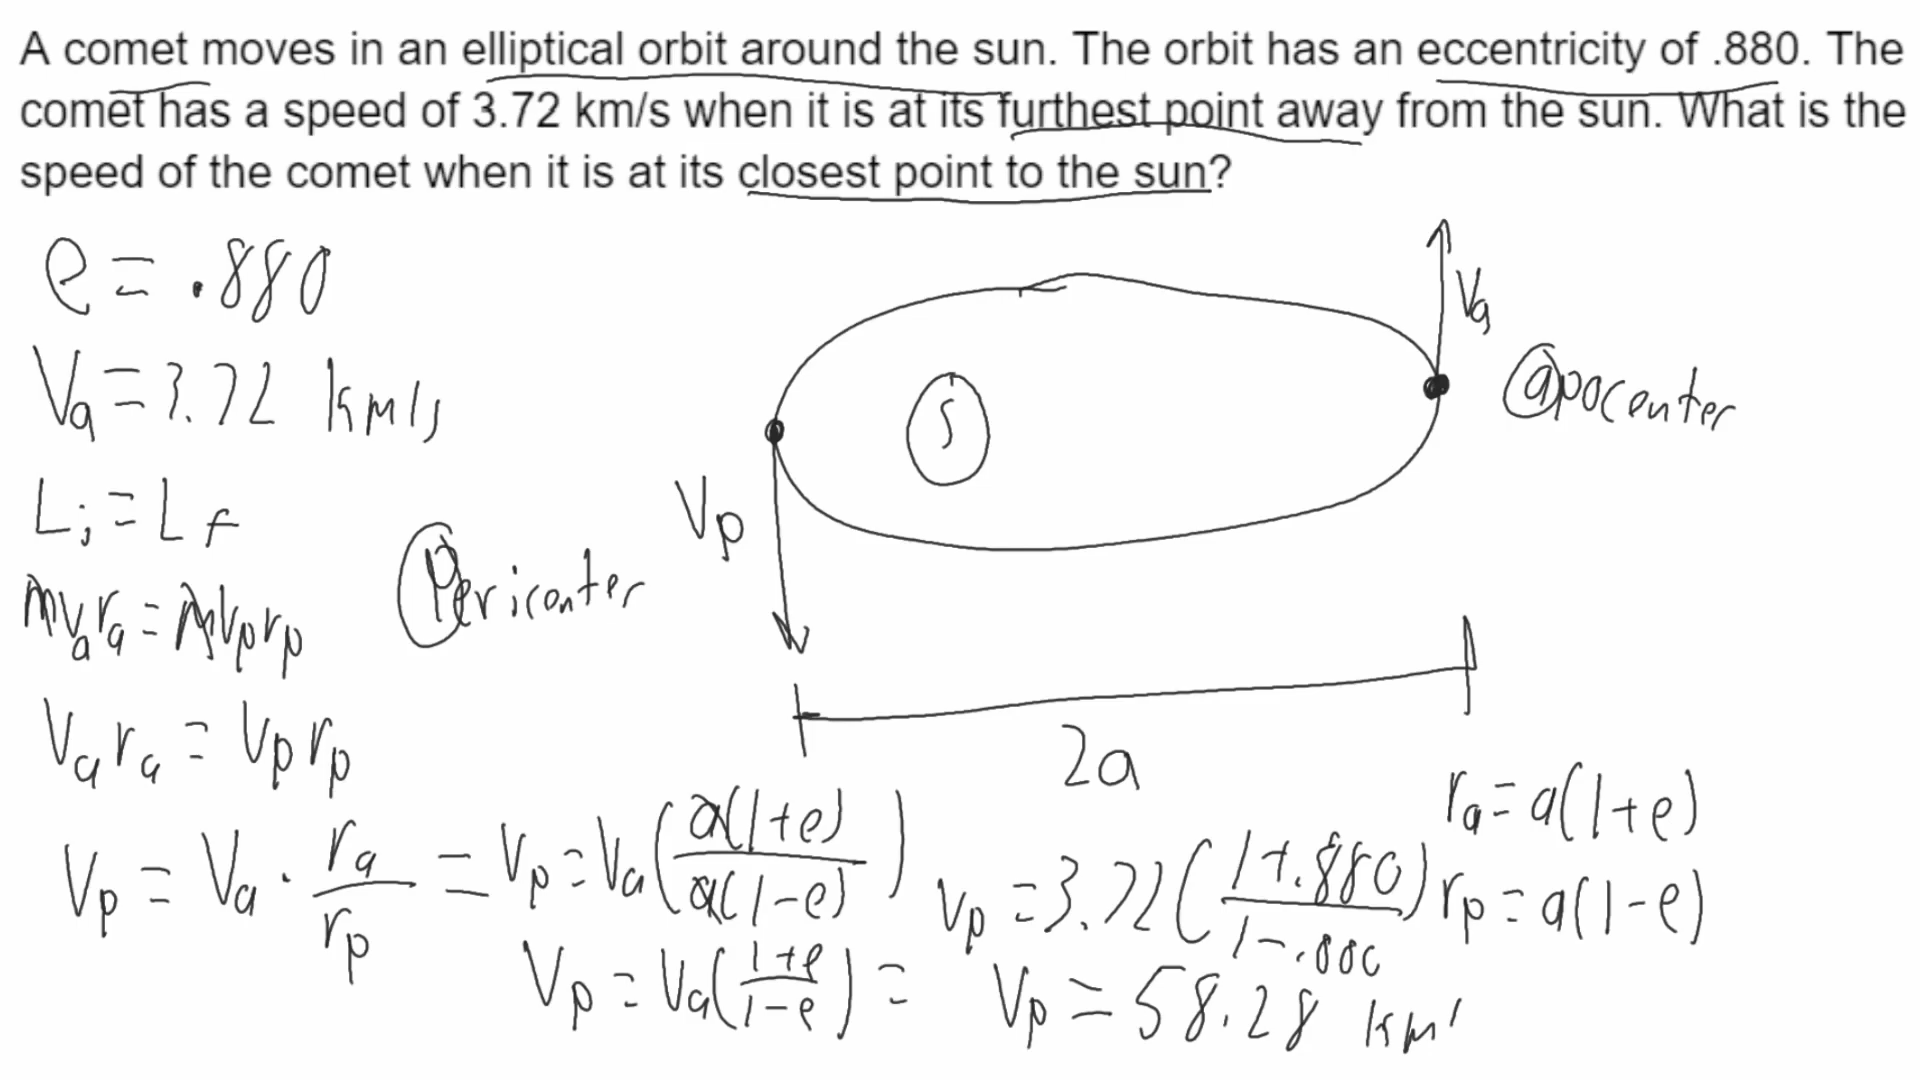 A comet moves in an elliptical orbit around the sun. The orbit has an eccentricity of .880. The
comet has a speed of 3.72 km/s when it is at its furthest point away from the sun. What is the
speed of the comet when it is at its closest point to the sun?
e = .880
Va = 3.72 km/s
Li = Lf
mvara = mvprp
Vara = Vprp
Vp = Va · ra/rp = Vp = Va(a(1+e)/a(1-e))
Vp = Va(1+e/1-e) =
Pericenter
Vp
S
Va
apocenter
2a
ra = a(1+e)
rp = a(1-e)
Vp = 3.72(1+.880/1-.880)
Vp = 58.28 km/